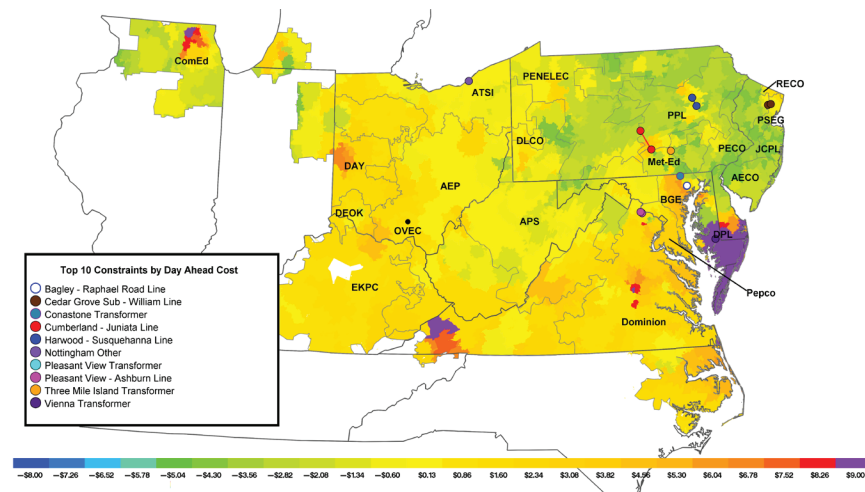 ComEd
ATSI
PENELEC
RECO
PPL
PSEG
DLCO
Met-Ed
PECO
JCPL
DAY
AEP
AECO
DEOK
OVEC
APS
BGE
DPL
EKPC
Pepco
Dominion
Top 10 Constraints by Day Ahead Cost
Bagley - Raphael Road Line
Cedar Grove Sub - William Line
Conastone Transformer
Cumberland - Juniata Line
Harwood - Susquehanna Line
Nottingham Other
Pleasant View Transformer
Pleasant View - Ashburn Line
Three Mile Island Transformer
Vienna Transformer
–$8.00 –$7.26 –$6.52 –$5.78 –$5.04 –$4.30 –$3.56 –$2.82 –$2.08 –$1.34 –$0.60 $0.13 $0.86 $1.60 $2.34 $3.08 $3.82 $4.56 $5.30 $6.04 $6.78 $7.52 $8.26 $9.00